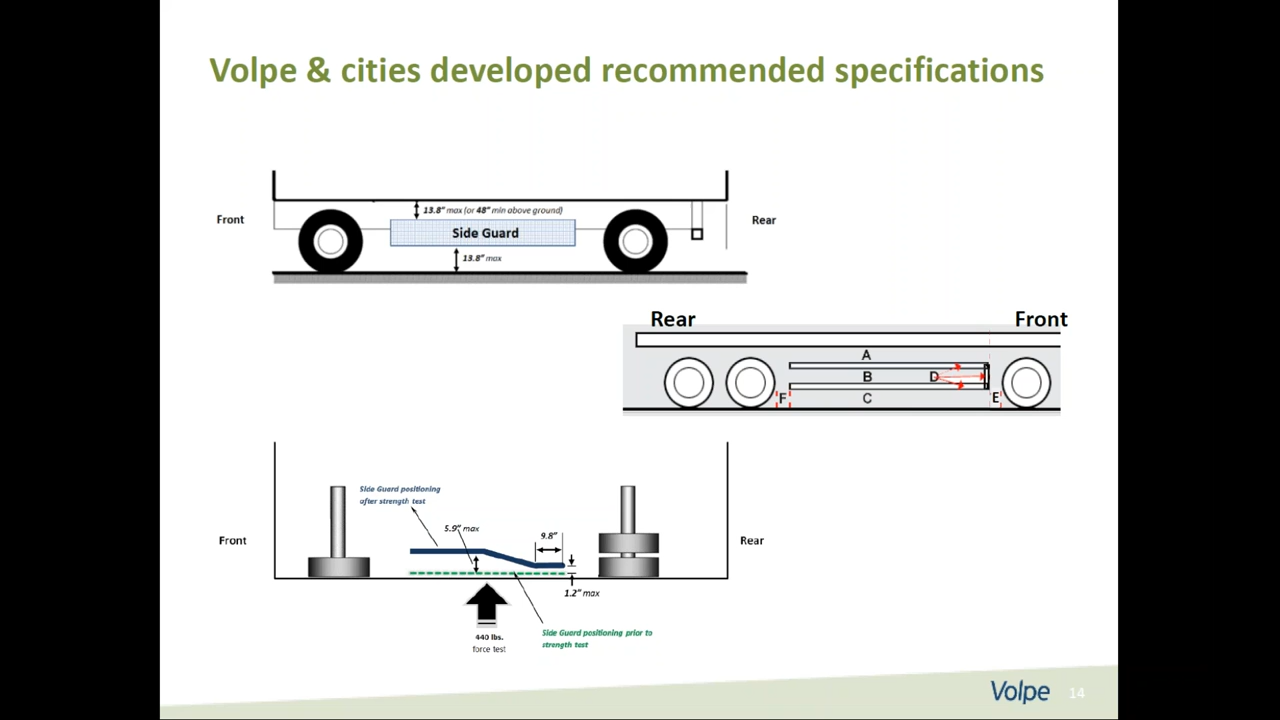 Volpe & cities developed recommended specifications
13.8" max (or 48" min above ground)
Front
Rear
Side Guard
13.8" max
Rear
Front
A
B
D
C
F
E
Side Guard positioning
after strength test
5.9" max
9.8"
Front
Rear
1.2" max
440 lbs.
force test
Side Guard positioning prior to
strength test
Volpe
14